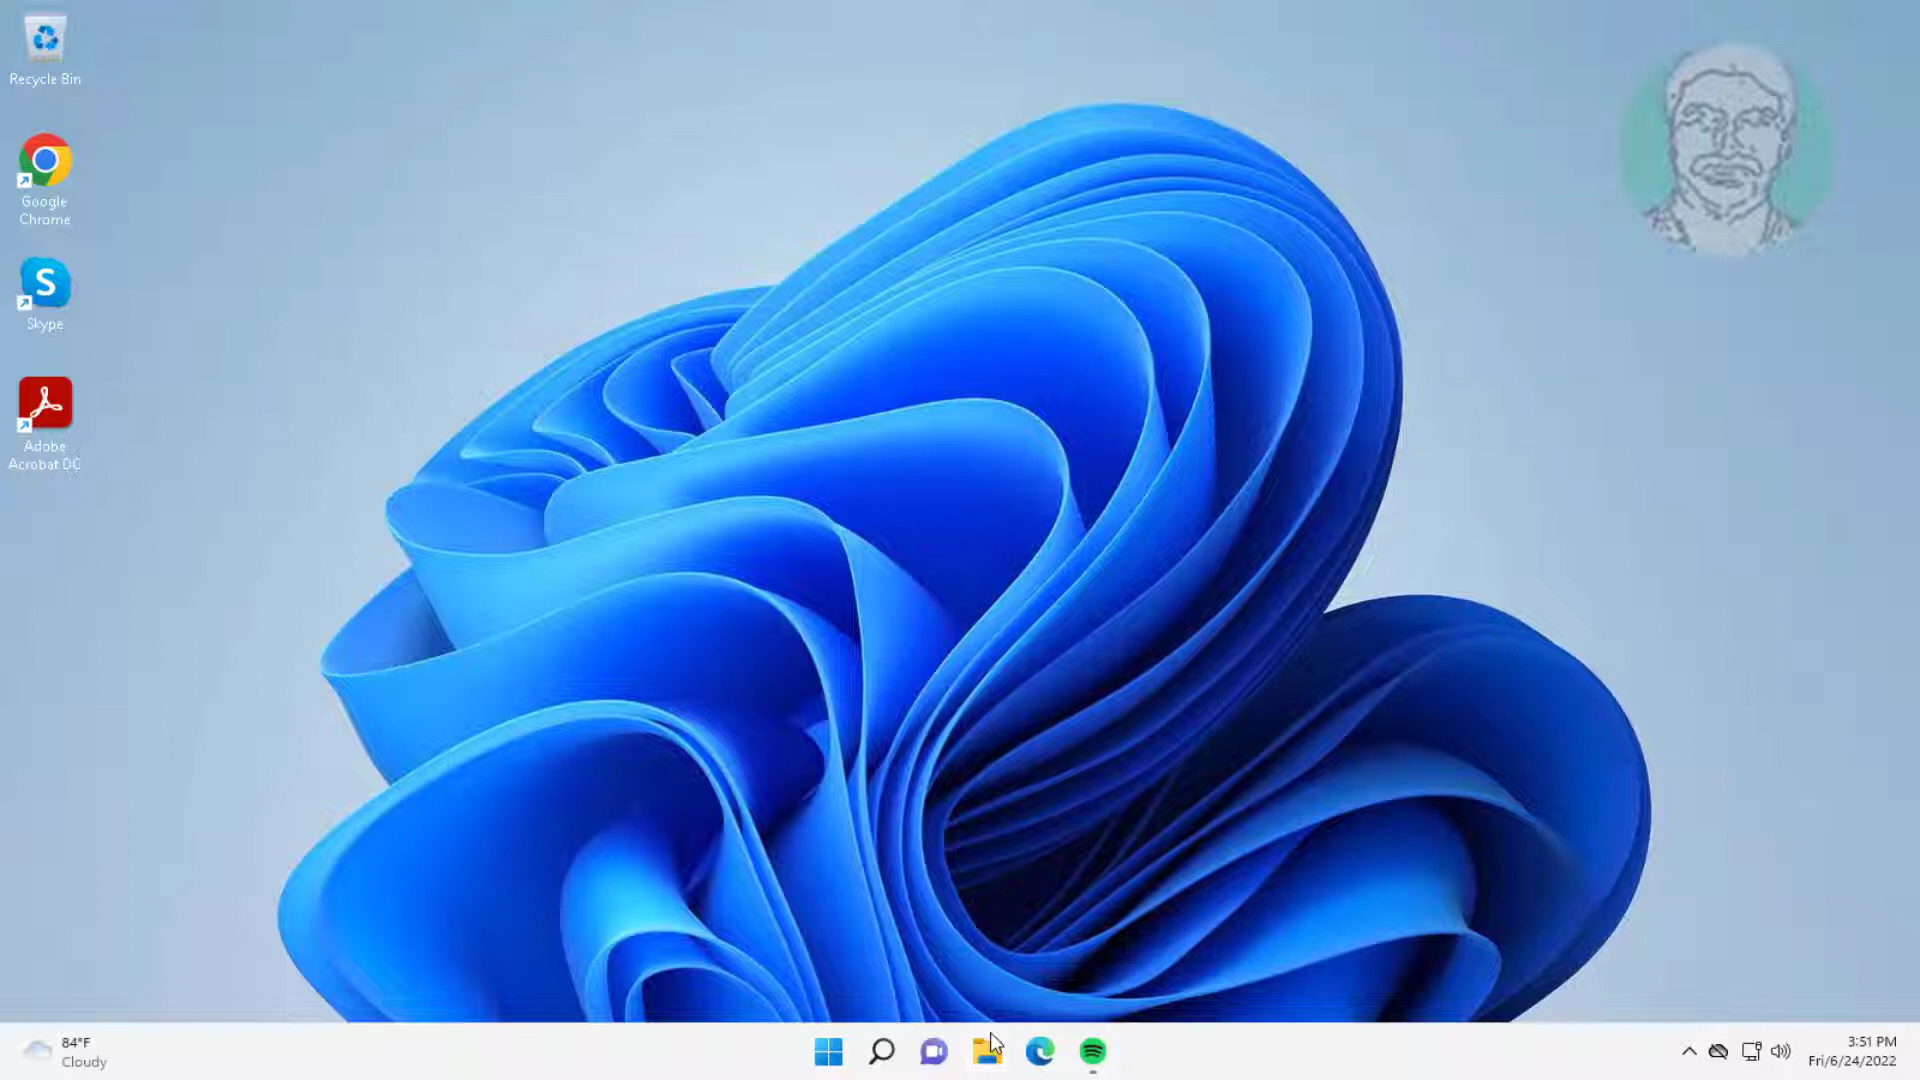 Recycle Bin
Google
Chrome
S
Skype
Adobe
Acrobat DC
84°F
Cloudy
3:51 PM
Fri/6/24/2022